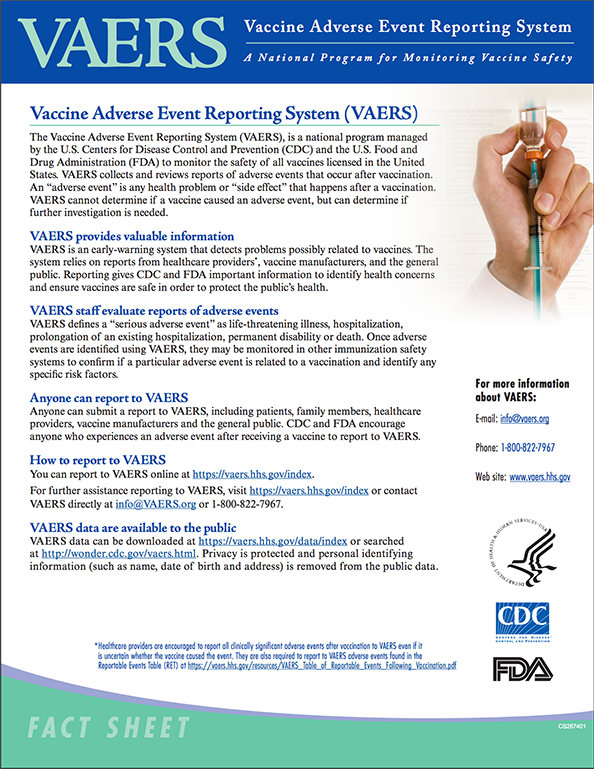 VAERS
Vaccine Adverse Event Reporting System
A National Program for Monitoring Vaccine Safety
Vaccine Adverse Event Reporting System (VAERS)
The Vaccine Adverse Event Reporting System (VAERS), is a national program managed
by the U.S. Centers for Disease Control and Prevention (CDC) and the U.S. Food and
Drug Administration (FDA) to monitor the safety of all vaccines licensed in the United
States. VAERS collects and reviews reports of adverse events that occur after vaccination.
An “adverse event” is any health problem or “side effect” that happens after a vaccination.
VAERS cannot determine if a vaccine caused an adverse event, but can determine if
further investigation is needed.
VAERS provides valuable information
VAERS is an early-warning system that detects problems possibly related to vaccines. The
system relies on reports from healthcare providers*, vaccine manufacturers, and the general
public. Reporting gives CDC and FDA important information to identify health concerns
and ensure vaccines are safe in order to protect the public’s health.
VAERS staff evaluate reports of adverse events
VAERS defines a “serious adverse event” as life-threatening illness, hospitalization,
prolongation of an existing hospitalization, permanent disability or death. Once adverse
events are identified using VAERS, they may be monitored in other immunization safety
systems to confirm if a particular adverse event is related to a vaccination and identify any
specific risk factors.
Anyone can report to VAERS
Anyone can submit a report to VAERS, including patients, family members, healthcare
providers, vaccine manufacturers and the general public. CDC and FDA encourage
anyone who experiences an adverse event after receiving a vaccine to report to VAERS.
How to report to VAERS
You can report to VAERS online at https://vaers.hhs.gov/index.
For further assistance reporting to VAERS, visit https://vaers.hhs.gov/index or contact
VAERS directly at info@VAERS.org or 1-800-822-7967.
VAERS data are available to the public
VAERS data can be downloaded at https://vaers.hhs.gov/data/index or searched
at http://wonder.cdc.gov/vaers.html. Privacy is protected and personal identifying
information (such as name, date of birth and address) is removed from the public data.
For more information
about VAERS:
E-mail: info@vaers.org
Phone: 1-800-822-7967
Web site: www.vaers.hhs.gov
DEPARTMENT OF HEALTH & HUMAN SERVICES • USA
CDC
CENTERS FOR DISEASE
CONTROL AND PREVENTION
FDA
*Healthcare providers are encouraged to report all clinically significant adverse events after vaccination to VAERS even if it
is uncertain whether the vaccine caused the event. They are also required to report to VAERS adverse events found in the
Reportable Events Table (RET) at https://vaers.hhs.gov/resources/VAERS_Table_of_Reportable_Events_Following_Vaccination.pdf
FACT SHEET
CS267401